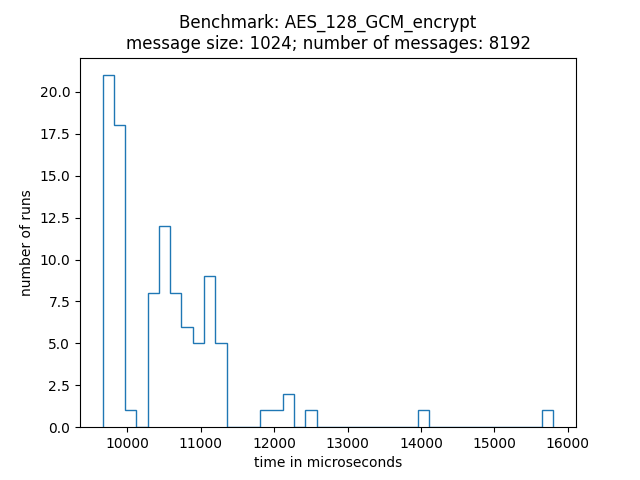 Benchmark: AES_128_GCM_encrypt
message size: 1024; number of messages: 8192
20.0
17.5
15.0
12.5
10.0
7.5
5.0
2.5
0.0
number of runs
10000 11000 12000 13000 14000 15000 16000
time in microseconds